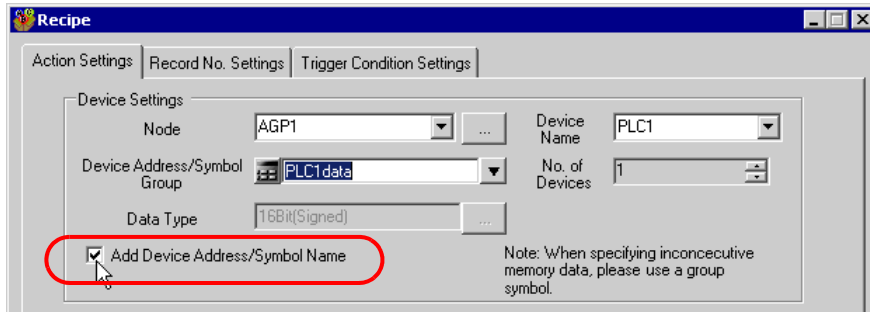 Recipe
Action Settings Record No. Settings Trigger Condition Settings
Device Settings
Node AGP1 ... Device Name PLC1
Device Address/Symbol Group PLC1data No. of Devices 1
Data Type 16Bit(Signed) ...
Add Device Address/Symbol Name
Note: When specifying inconcecutive
memory data, please use a group
symbol.